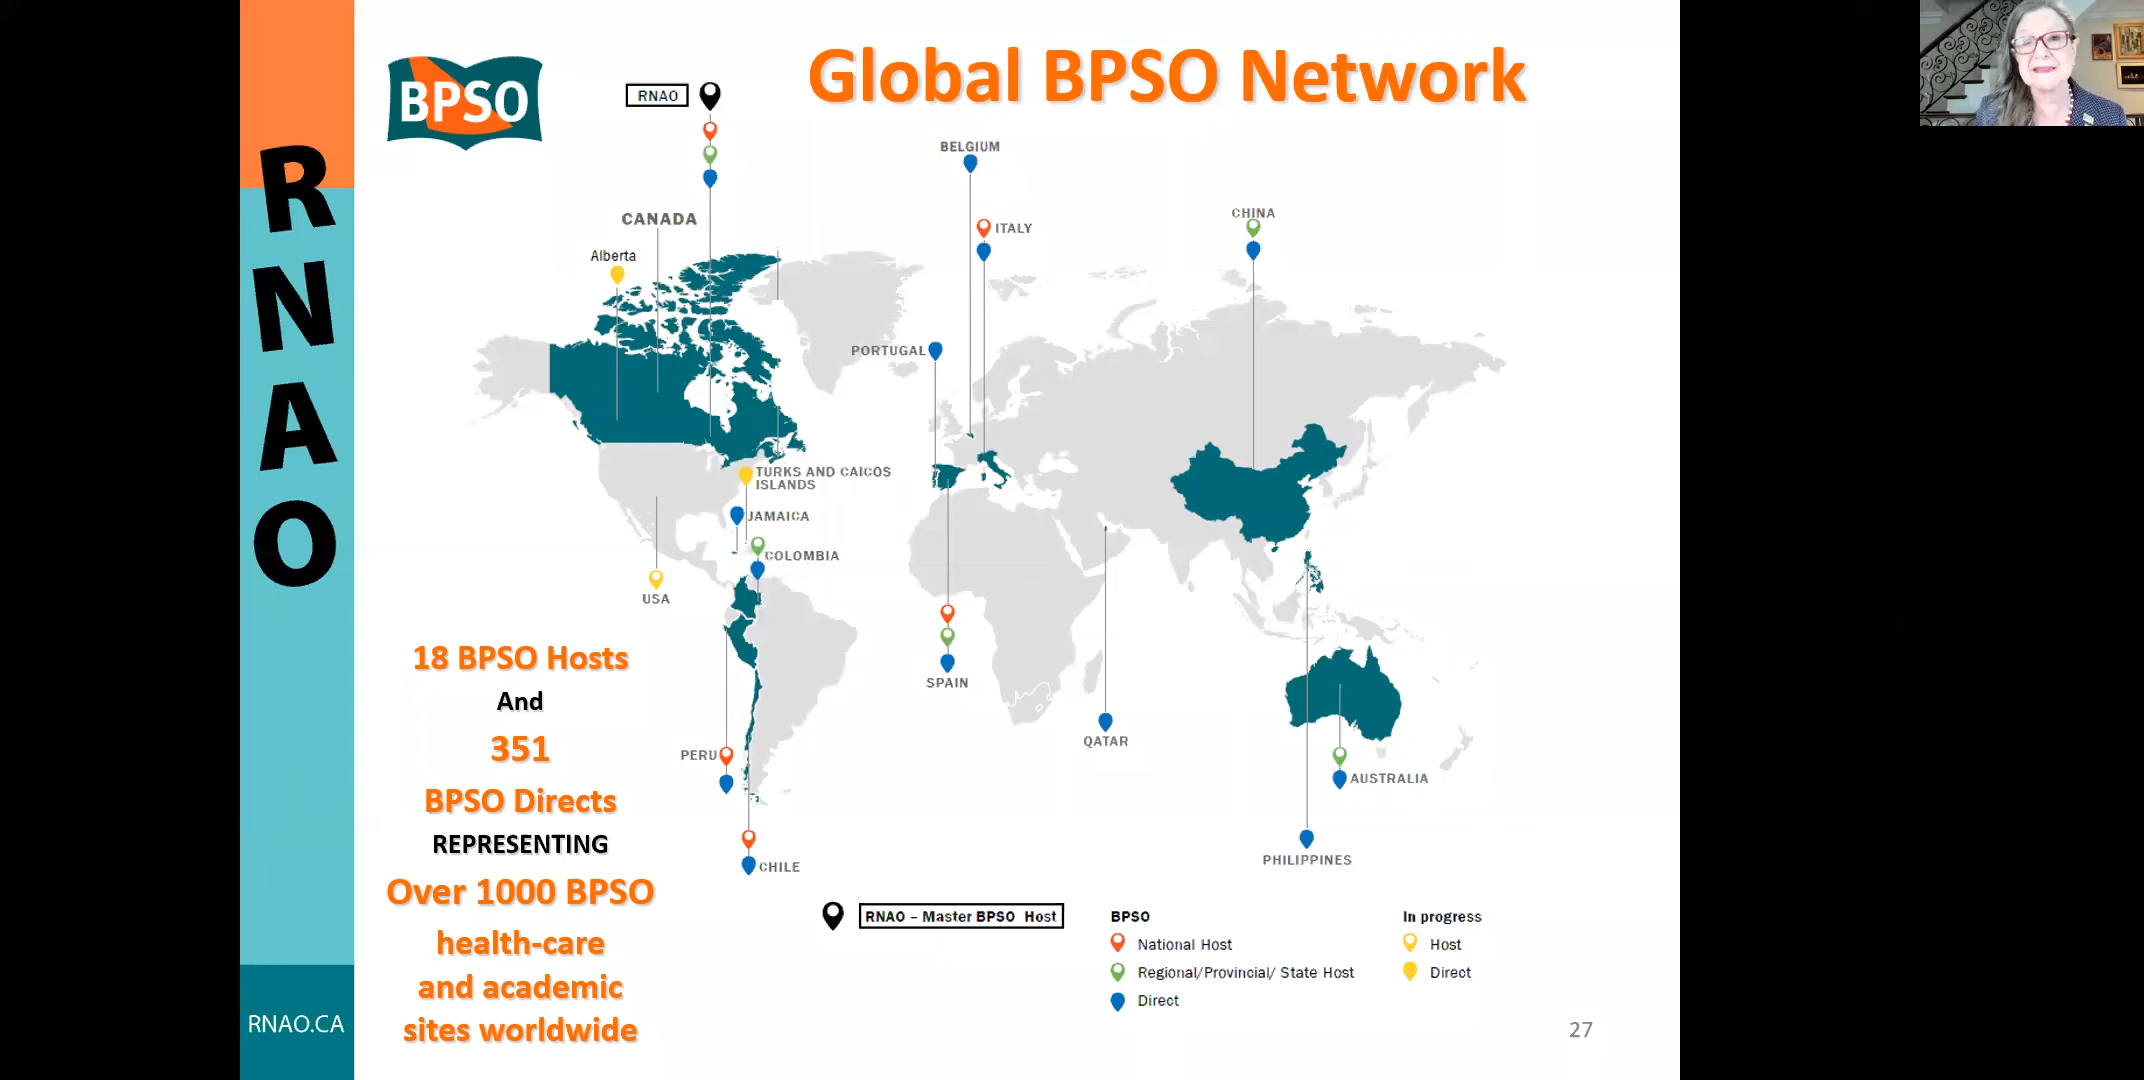 Global BPSO Network
BPSO
RNAO
RNAO
BELGIUM
CANADA
CHINA
ITALY
Alberta
PORTUGAL
TURKS AND CAICOS
ISLANDS
JAMAICA
COLOMBIA
USA
SPAIN
QATAR
PERU
AUSTRALIA
CHILE
PHILIPPINES
18 BPSO Hosts
And
351
BPSO Directs
REPRESENTING
Over 1000 BPSO
health-care
and academic
sites worldwide
RNAO – Master BPSO Host
BPSO
National Host
Regional/Provincial/ State Host
Direct
In progress
Host
Direct
RNAO.CA
27